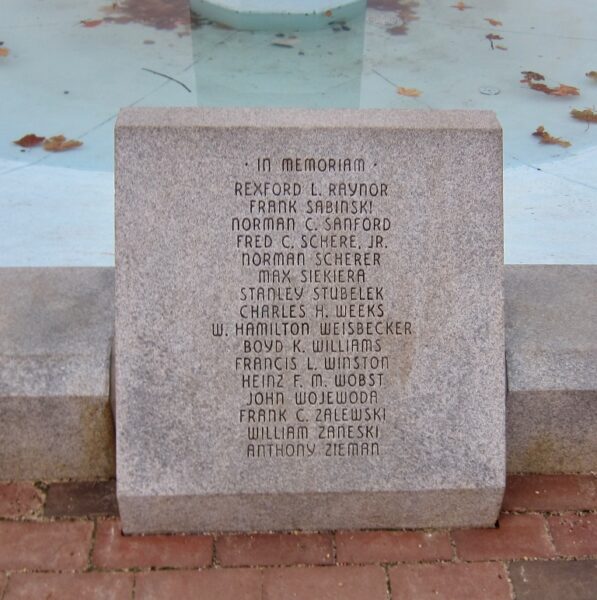 · IN MEMORIAM ·
REXFORD L. RAYNOR
FRANK SABINSKI
NORMAN C. SANFORD
FRED C. SCHERE, JR.
NORMAN SCHERER
MAX SIEKIERA
STANLEY STUBELEK
CHARLES H. WEEKS
W. HAMILTON WEISBECKER
BOYD K. WILLIAMS
FRANCIS L. WINSTON
HEINZ F. M. WOBST
JOHN WOJEWODA
FRANK C. ZALEWSKI
WILLIAM ZANESKI
ANTHONY ZIEMAN